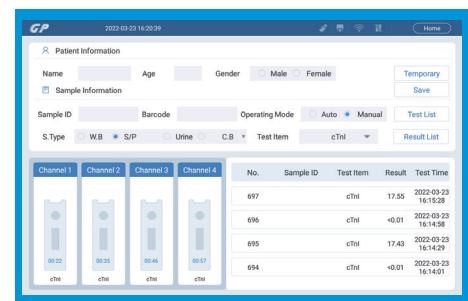 GP 2022-03-23 16:20:39 Home
Patient Information
Name Age Gender Male Female Temporary
Sample Information Save
Sample ID Barcode Operating Mode Auto Manual Test List
S.Type W.B S/P Urine C.B Test Item cTnI Result List
Channel 1 Channel 2 Channel 3 Channel 4
00:22 00:35 00:46 00:57
cTnI cTnI cTnI cTnI
No. Sample ID Test Item Result Test Time
697 cTnI 17.55 2022-03-23 16:15:28
696 cTnI <0.01 2022-03-23 16:14:58
695 cTnI 17.43 2022-03-23 16:14:29
694 cTnI <0.01 2022-03-23 16:14:01